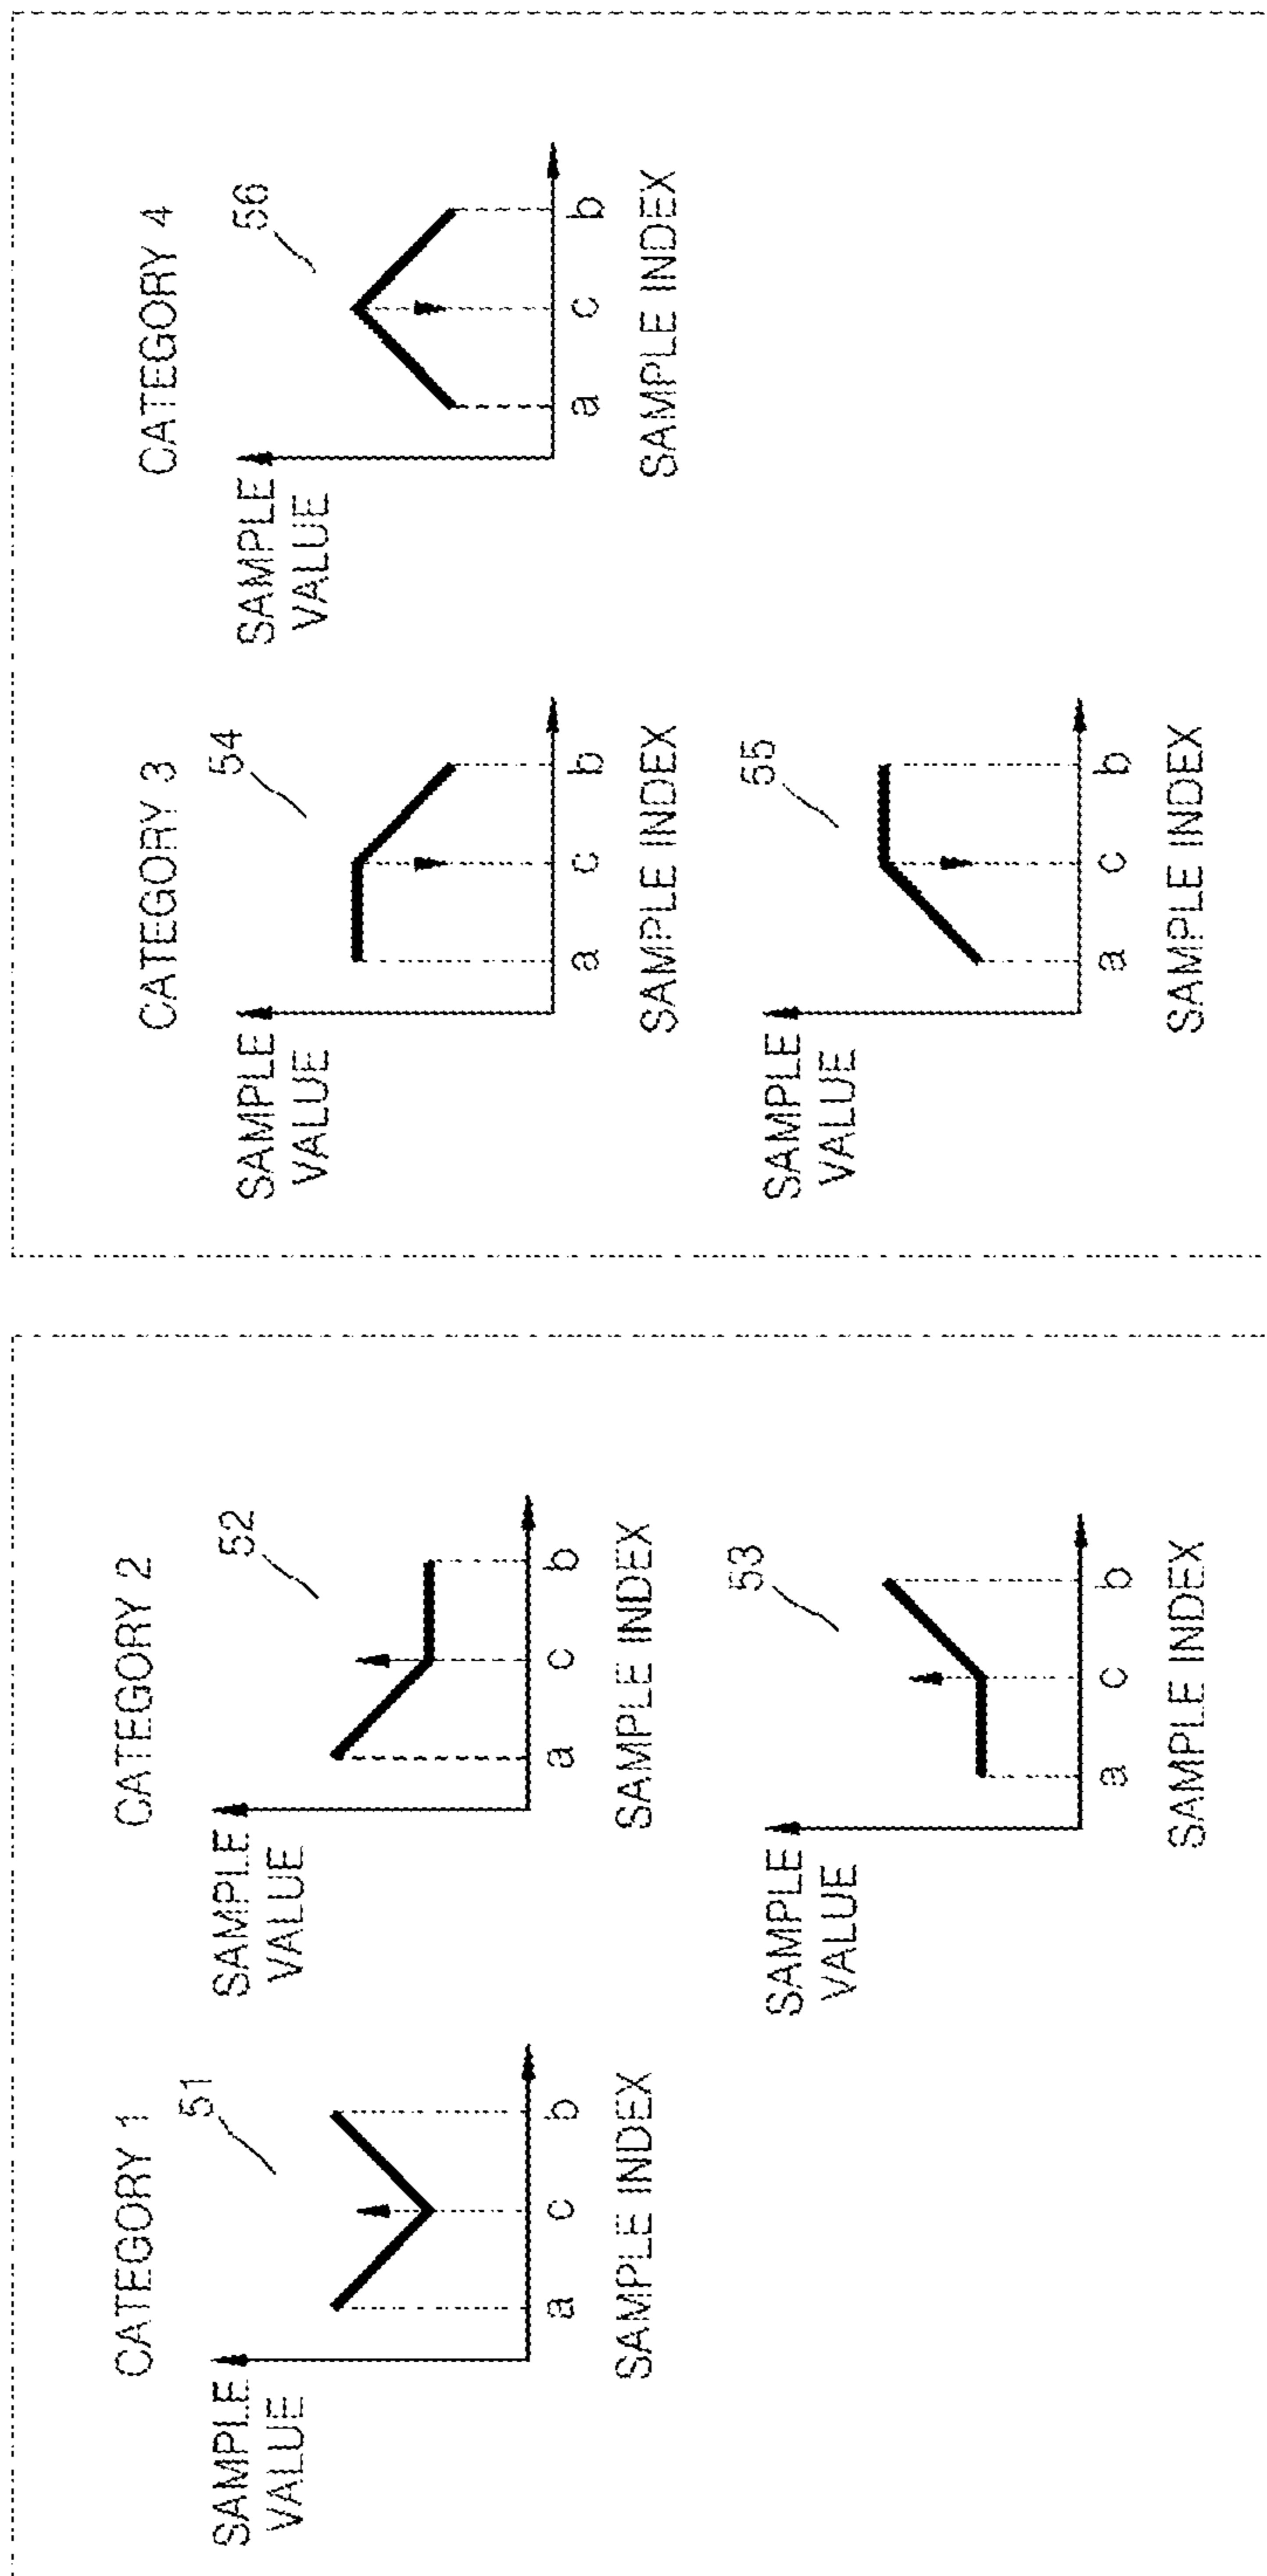 CATEGORY 1
51
SAMPLE
VALUE
a
c
b
SAMPLE INDEX
CATEGORY 2
52
SAMPLE
VALUE
a
c
b
SAMPLE INDEX
53
SAMPLE
VALUE
a
c
b
SAMPLE INDEX
CATEGORY 3
54
SAMPLE
VALUE
a
c
b
SAMPLE INDEX
55
SAMPLE
VALUE
a
c
b
SAMPLE INDEX
CATEGORY 4
56
SAMPLE
VALUE
a
c
b
SAMPLE INDEX